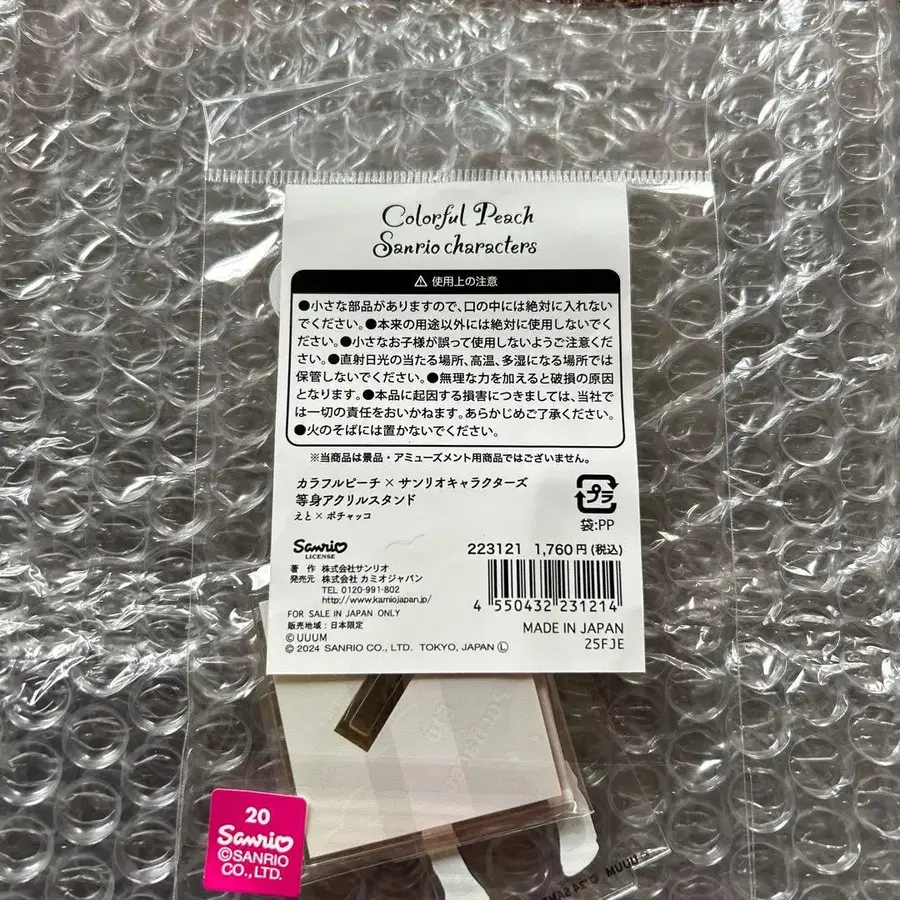 Colorful Peach
Sanrio characters
⚠ 使用上の注意
●小さな部品がありますので、口の中には絶対に入れない
でください。●本来の用途以外には絶対に使用しないでく
ださい。●小さなお子様が誤って使用しないようご注意くだ
さい。●直射日光の当たる場所、高温、多湿になる場所では
保管しないでください。●無理な力を加えると破損の原因
となります。●本品に起因する損害につきましては、当社で
は一切の責任をおいかねます。あらかじめご了承ください。
●火のそばには置かないでください。
※当商品は景品・アミューズメント用商品ではございません。
カラフルピーチ×サンリオキャラクターズ
等身アクリルスタンド
えと×ポチャッコ
プラ
袋:PP
Sanrio
LICENSE
223121 1,760円(税込)
著 作 株式会社サンリオ
発売元 株式会社 カミオジャパン
TEL 0120-991-802
http://www.kamiojapan.jp/
4 550432 231214
FOR SALE IN JAPAN ONLY
販売地域:日本限定
MADE IN JAPAN
©UUUM
25FJE
© 2024 SANRIO CO., LTD. TOKYO, JAPAN Ⓛ
20
Sanrio
©SANRIO
CO., LTD.